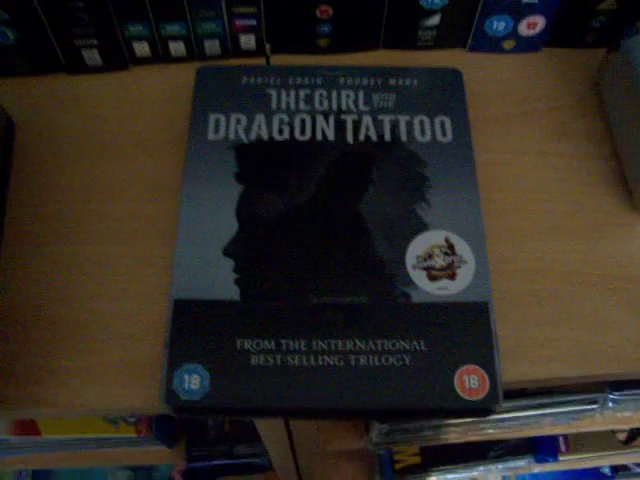 DANIEL CRAIG ROONEY MARA
THE GIRL WITH THE
DRAGON TATTOO
FROM THE INTERNATIONAL
BEST-SELLING TRILOGY
18 18